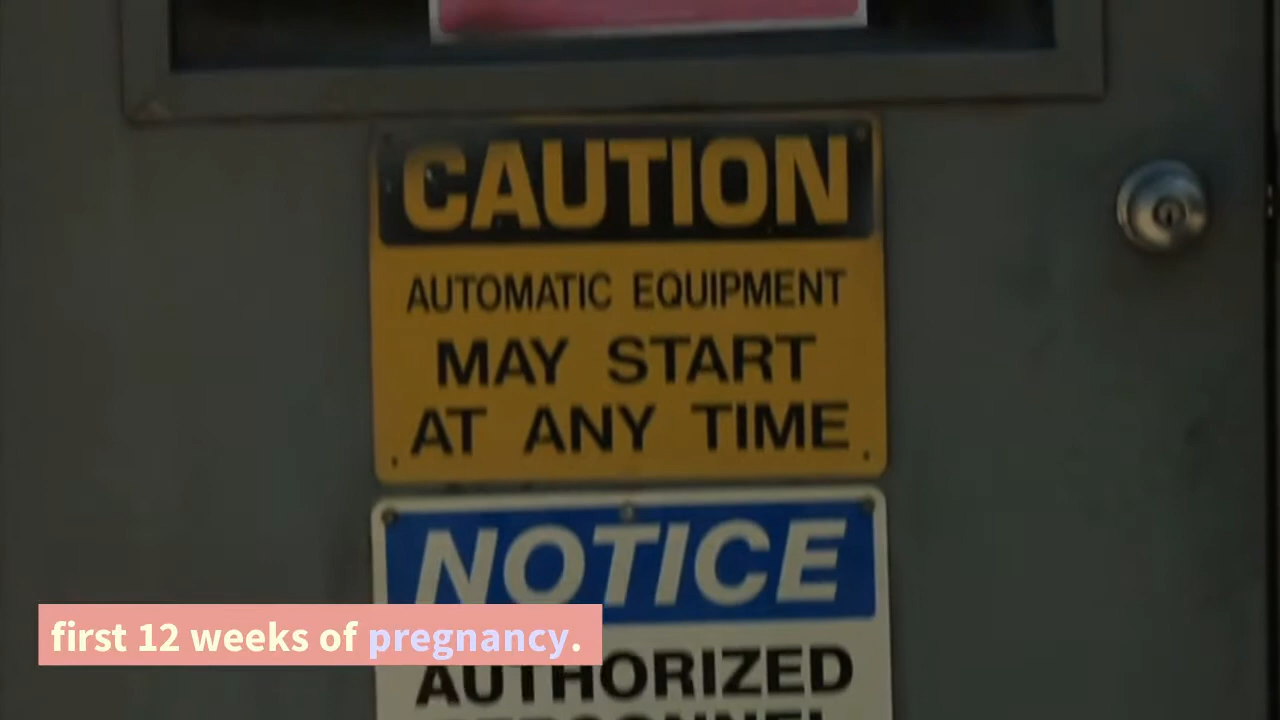 CAUTION
AUTOMATIC EQUIPMENT
MAY START
AT ANY TIME
NOTICE
first 12 weeks of pregnancy.
AUTHORIZED